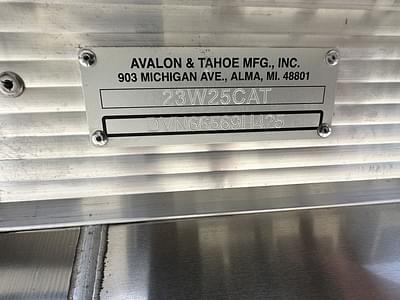 AVALON & TAHOE MFG., INC.
903 MICHIGAN AVE., ALMA, MI. 48801
23W25CAT